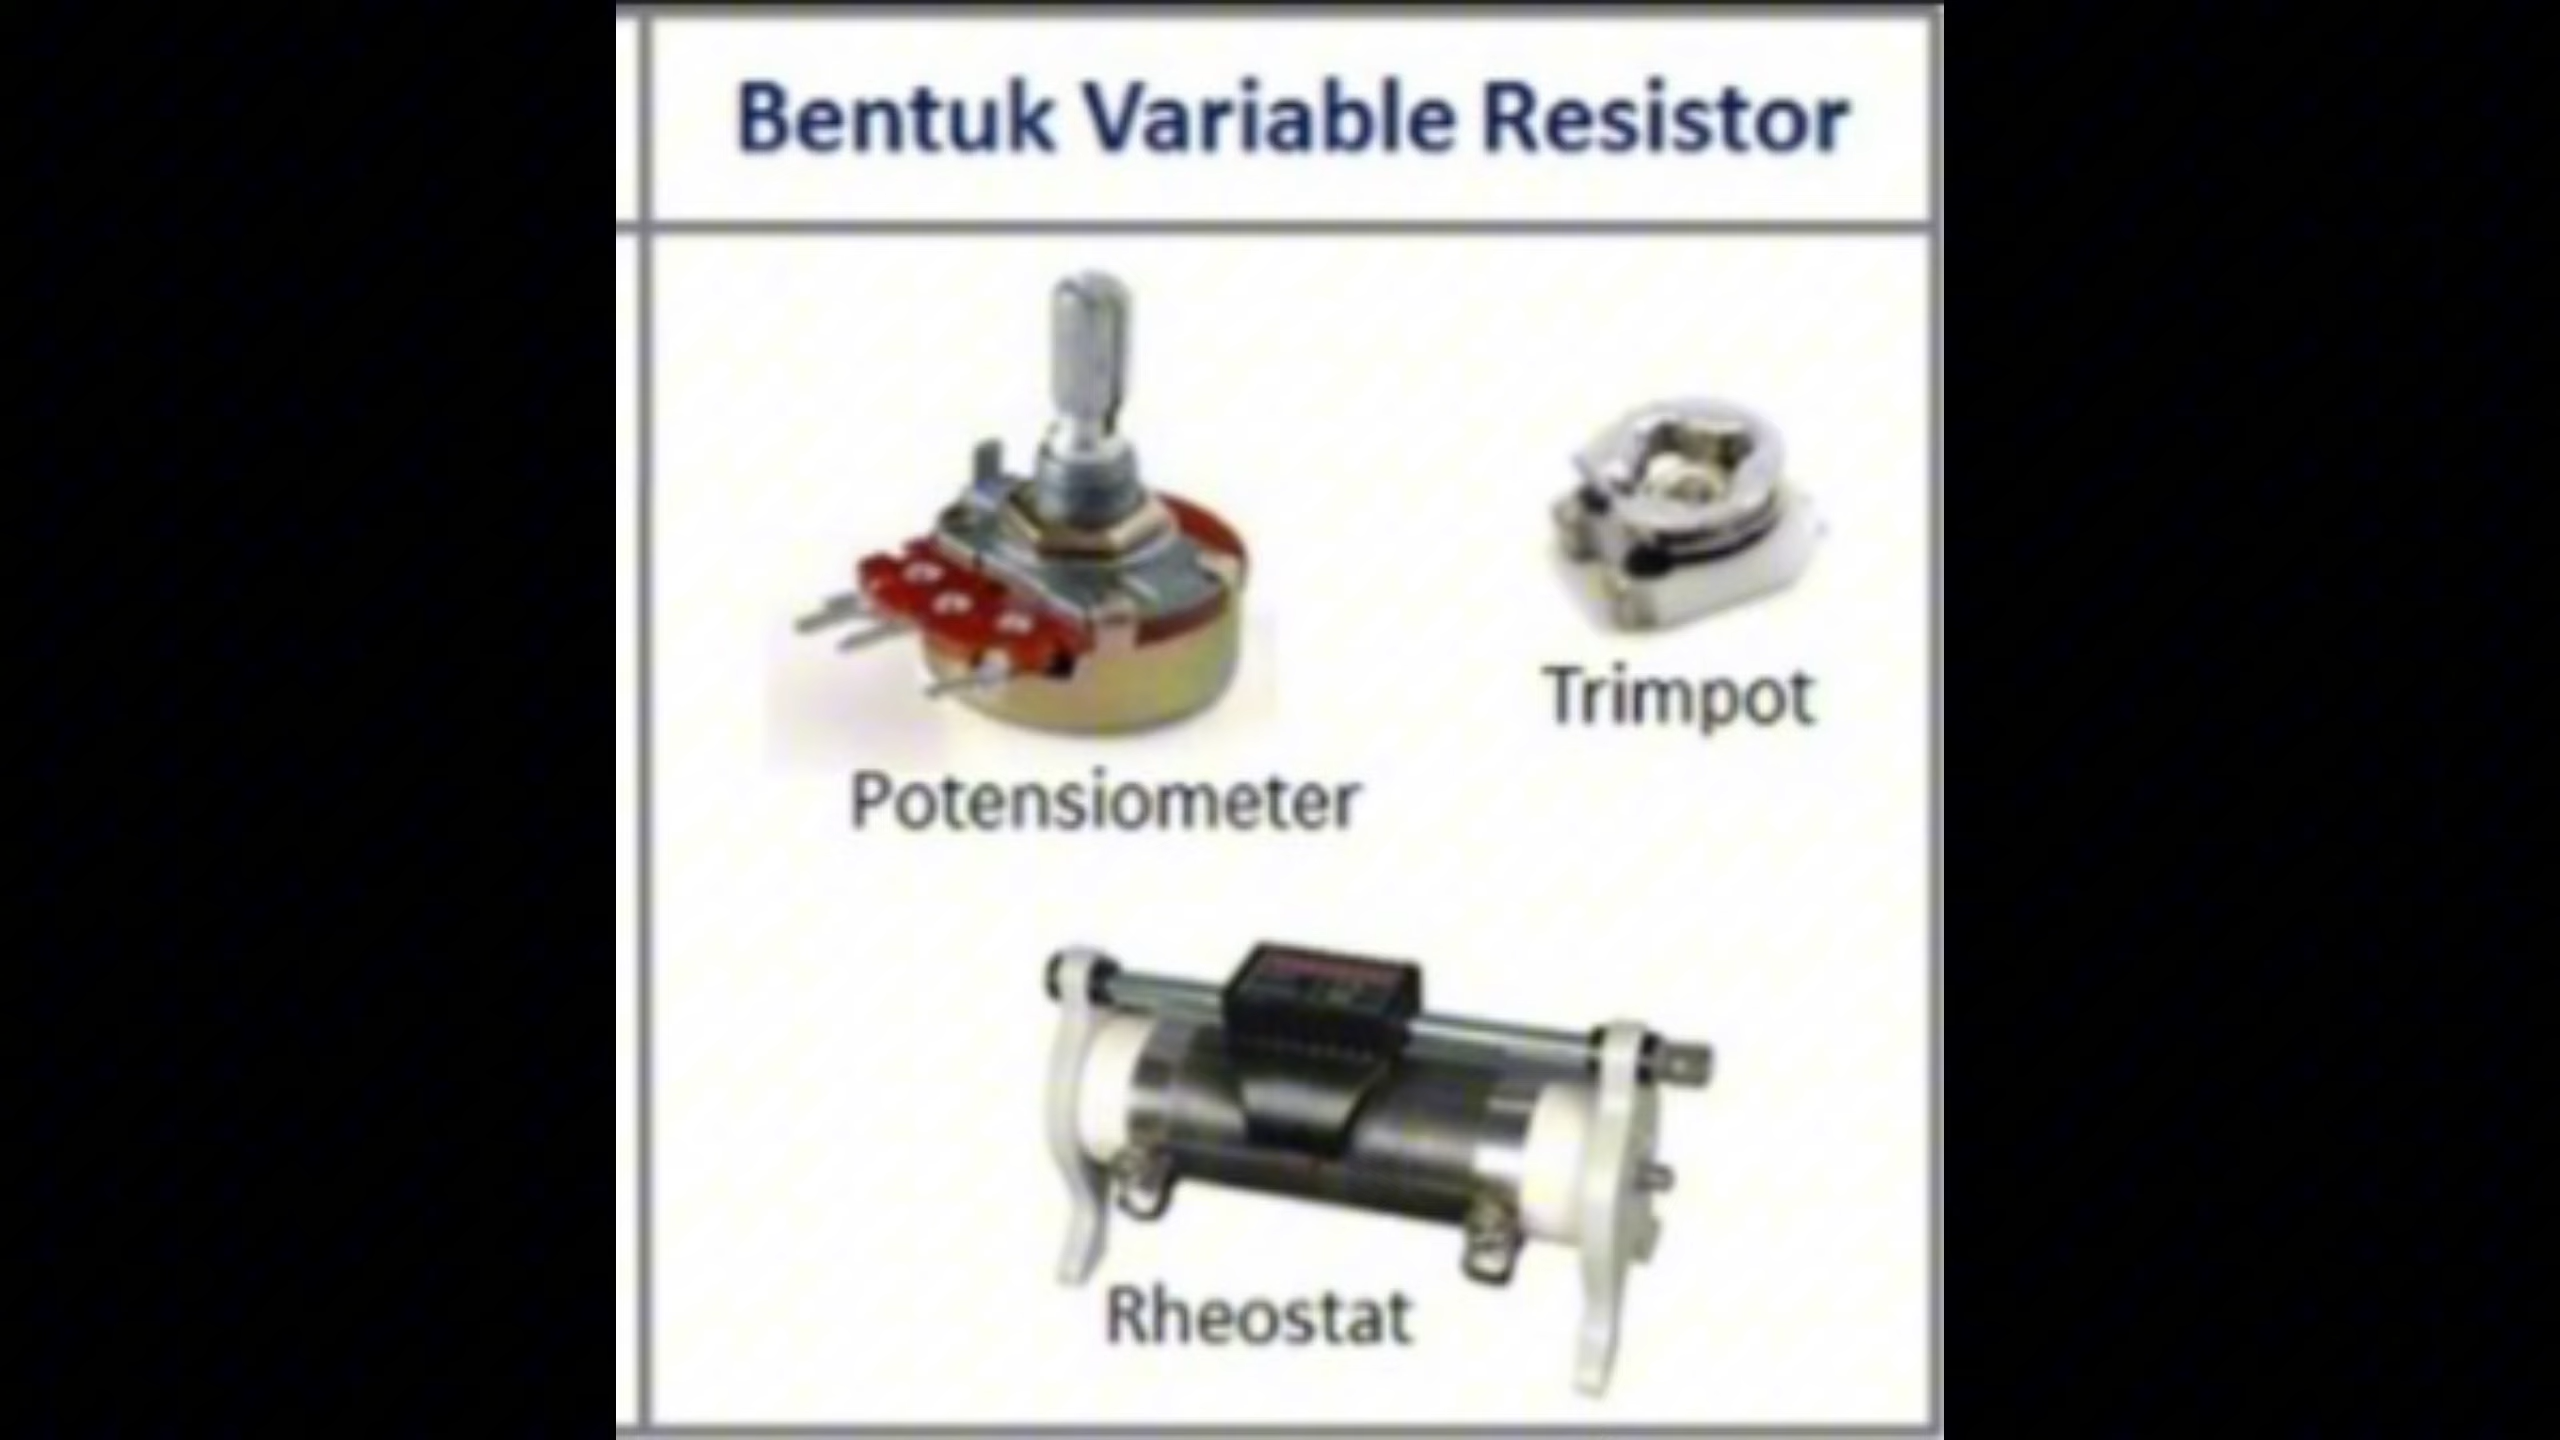 Bentuk Variable Resistor
Trimpot
Potensiometer
Rheostat